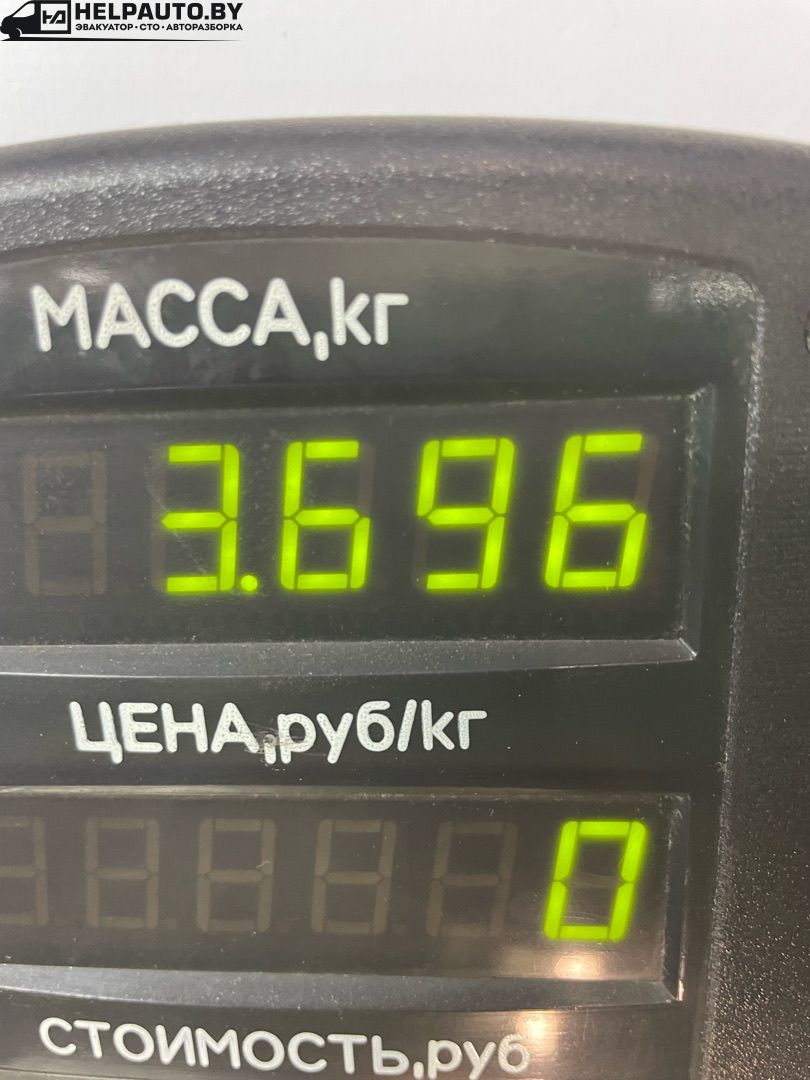 HELPAUTO.BY
ЭВАКУАТОР • СТО • АВТОРАЗБОРКА
МАССА,кг
3.696
ЦЕНА,руб/кг
0
СТОИМОСТЬ,руб